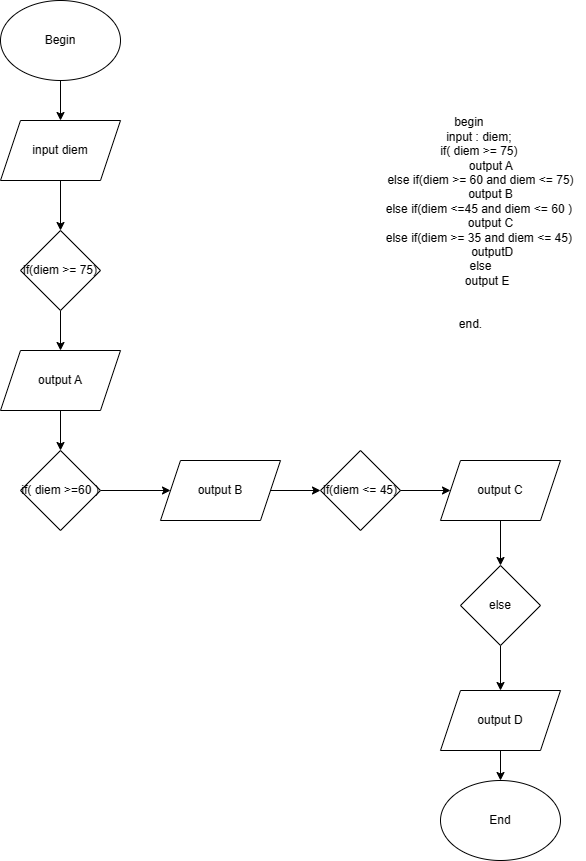 Begin
input diem
if(diem >= 75)
output A
if( diem >=60 )
output B
if(diem <= 45)
output C
else
output D
End
begin
input : diem;
if( diem >= 75)
output A
else if(diem >= 60 and diem <= 75)
output B
else if(diem <=45 and diem <= 60 )
output C
else if(diem >= 35 and diem <= 45)
outputD
else
output E
end.